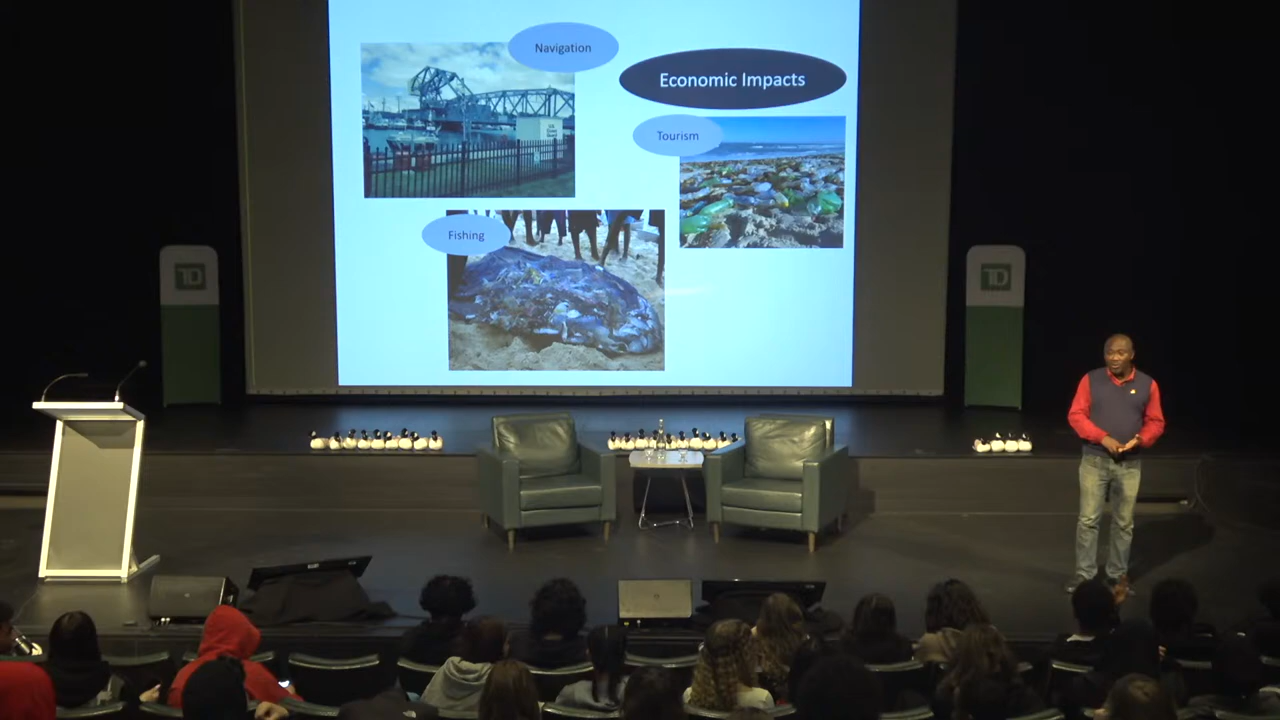 Navigation
Economic Impacts
Tourism
Fishing
TD
TD